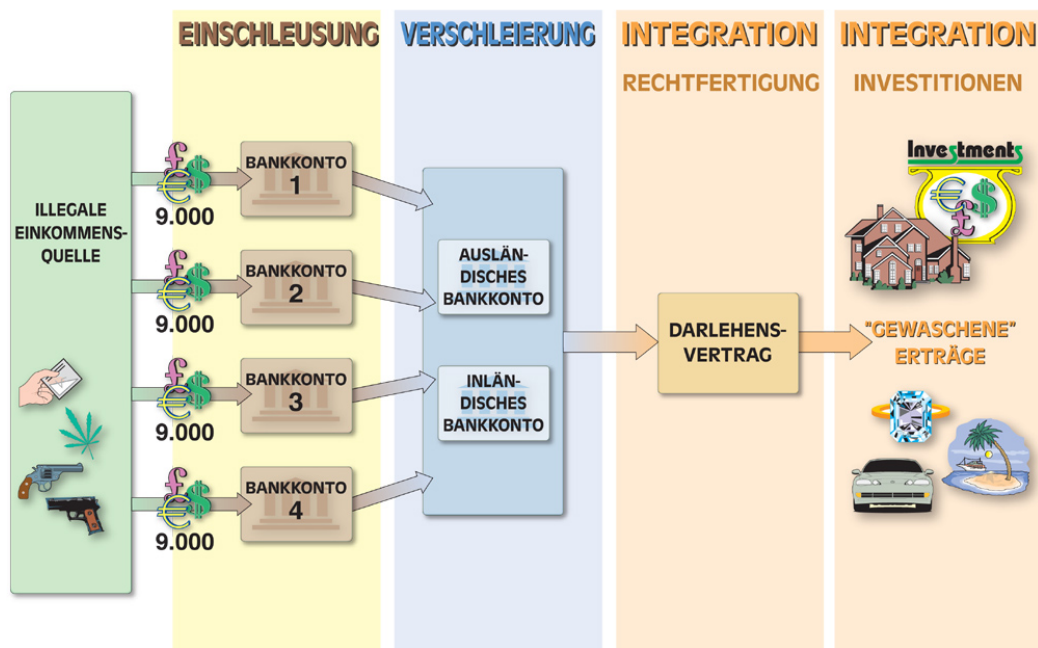 EINSCHLEUSUNG
VERSCHLEIERUNG
INTEGRATION
RECHTFERTIGUNG
INTEGRATION
INVESTITIONEN
ILLEGALE
EINKOMMENS-
QUELLE
£ $ €
9.000
BANKKONTO
1
£ $ €
9.000
BANKKONTO
2
£ $ €
9.000
BANKKONTO
3
£ $ €
9.000
BANKKONTO
4
AUSLÄN-
DISCHES
BANKKONTO
INLÄN-
DISCHES
BANKKONTO
DARLEHENS-
VERTRAG
Investments
€ $ £
"GEWASCHENE"
ERTRÄGE